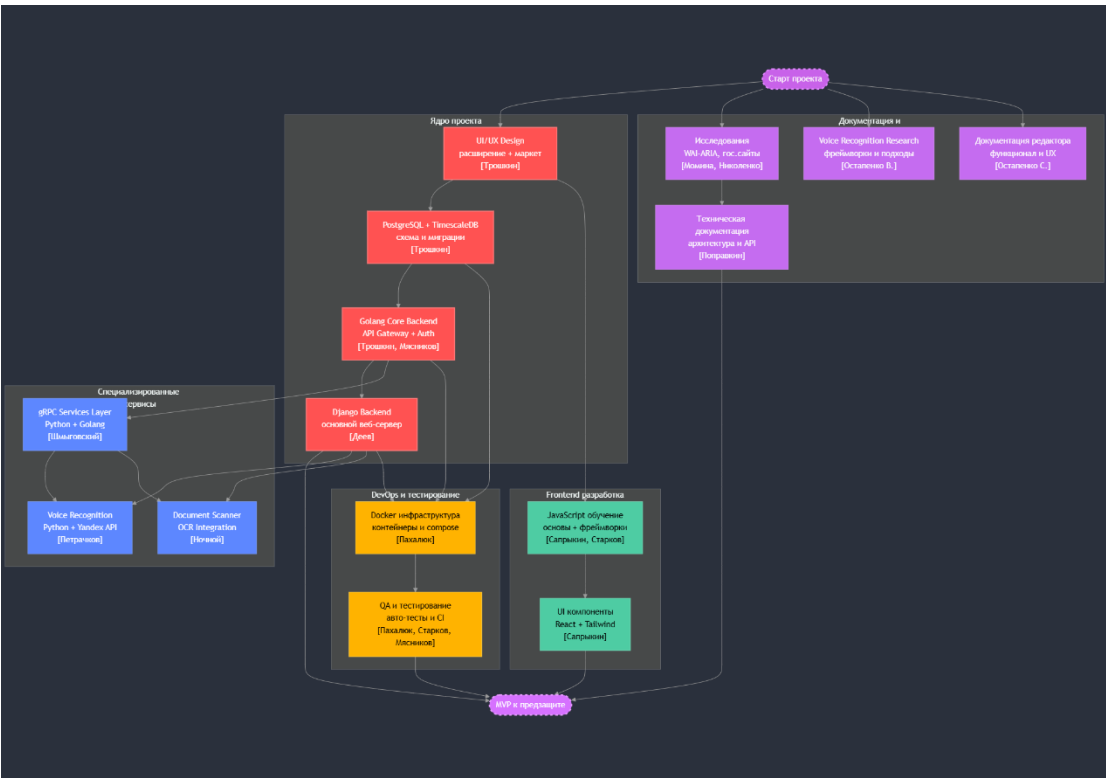 Старт проекта
Ядро проекта
Документация и
UI/UX Design
расширение + маркет
[Трошкин]
Исследования
WAI-ARIA, гос.сайты
[Момина, Николенко]
Voice Recognition Research
фреймворки и подходы
[Остапенко В.]
Документация редактора
функционал и UX
[Остапенко С.]
PostgreSQL + TimescaleDB
схема и миграции
[Трошкин]
Техническая
документация
архитектура и API
[Поправкин]
Golang Core Backend
API Gateway + Auth
[Трошкин, Мясников]
Специализированные
ервисы
gRPC Services Layer
Python + Golang
[Шмыговский]
Django Backend
основной веб-сервер
[Деев]
Voice Recognition
Python + Yandex API
[Петрачков]
Document Scanner
OCR Integration
[Ночной]
DevOps и тестирование
Docker инфраструктура
контейнеры и compose
[Пахалюк]
QA и тестирование
авто-тесты и CI
[Пахалюк, Старков,
Мясников]
Frontend разработка
JavaScript обучение
основы + фреймворки
[Сапрыкин, Старков]
UI компоненты
React + Tailwind
[Сапрыкин]
MVP к предзащите